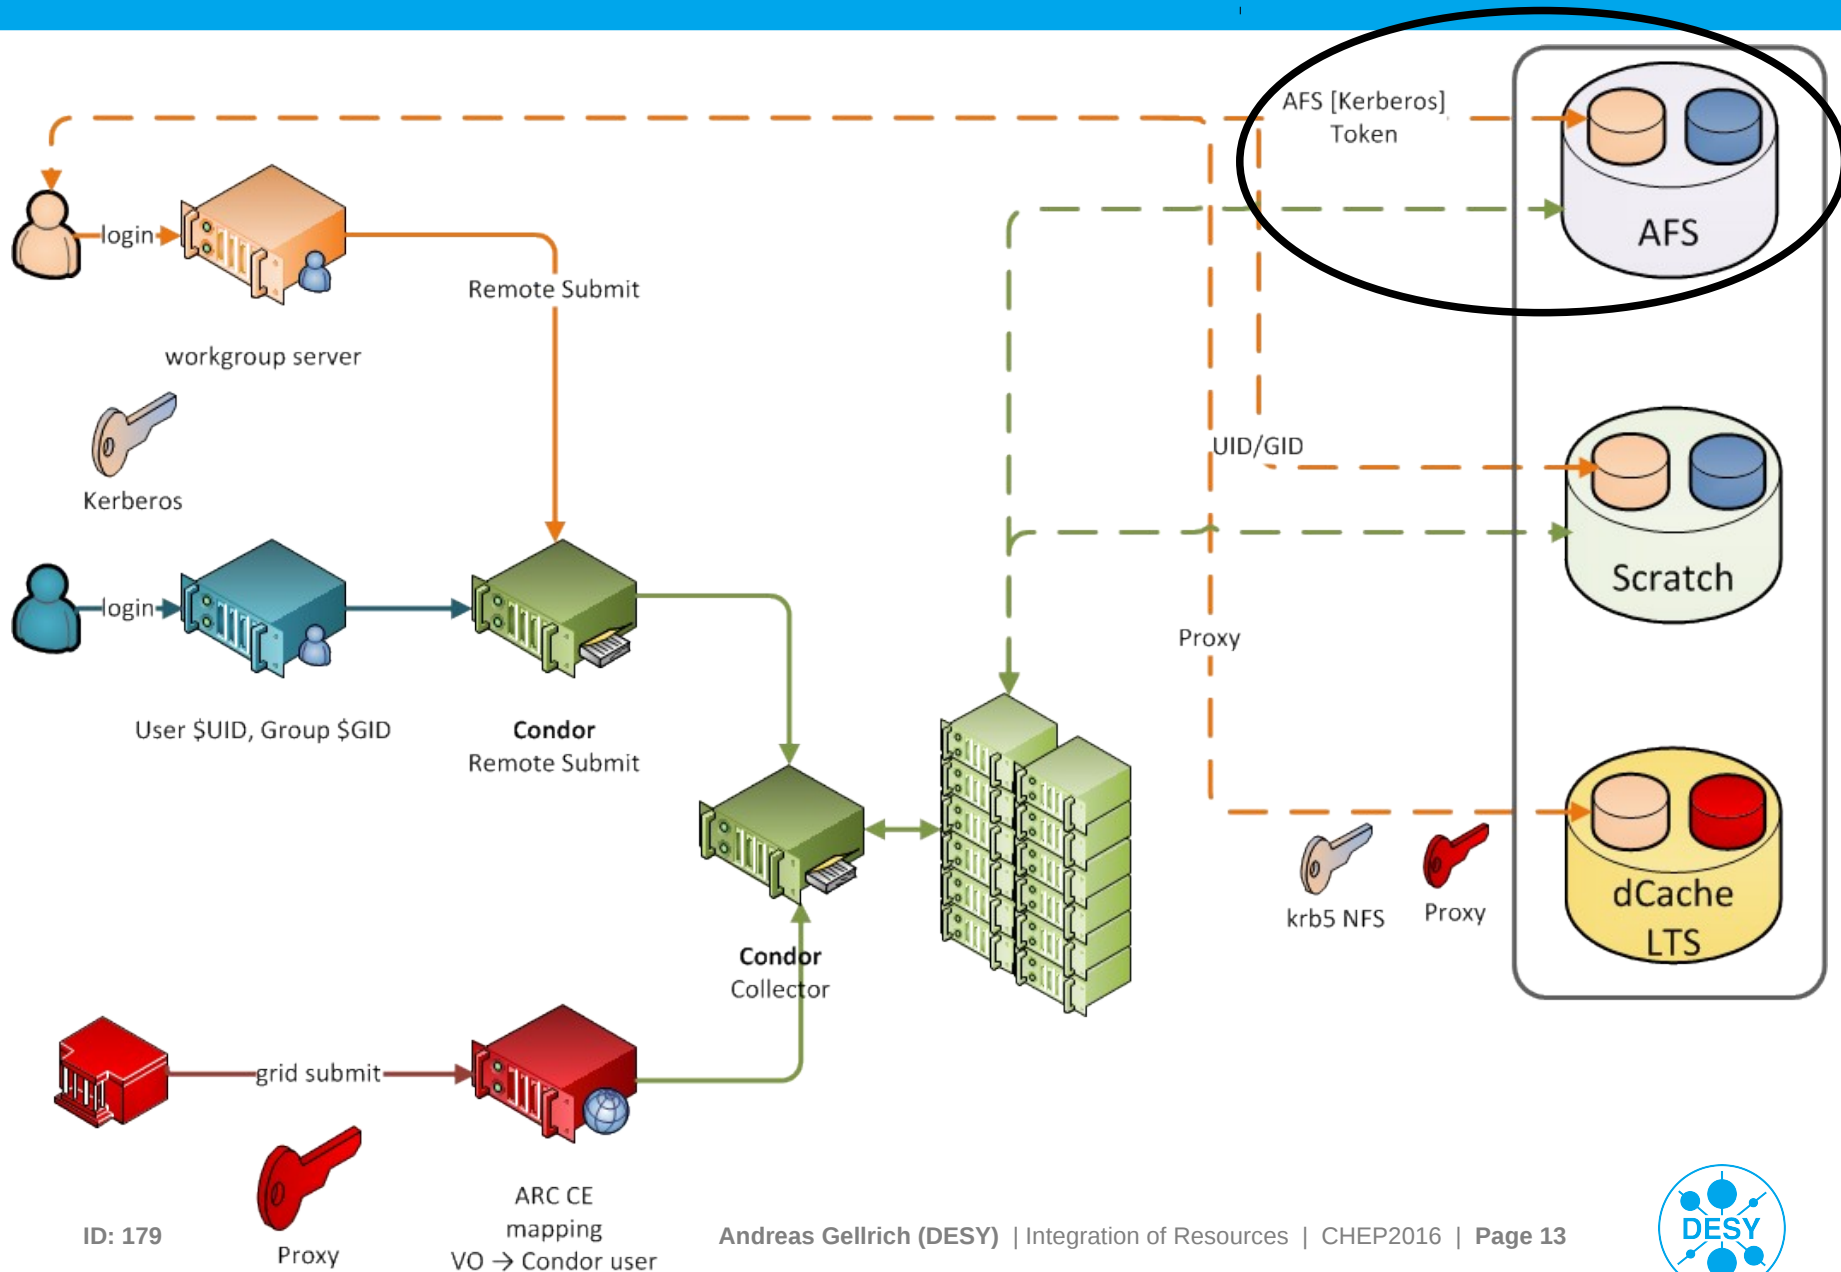 AFS [Kerberos]
Token
AFS
login
Remote Submit
workgroup server
Kerberos
UID/GID
Scratch
login
Proxy
User $UID, Group $GID
Condor
Remote Submit
dCache
LTS
krb5 NFS
Proxy
Condor
Collector
grid submit
ARC CE
mapping
VO → Condor user
Proxy
ID: 179
Andreas Gellrich (DESY) | Integration of Resources | CHEP2016 | Page 13
DESY